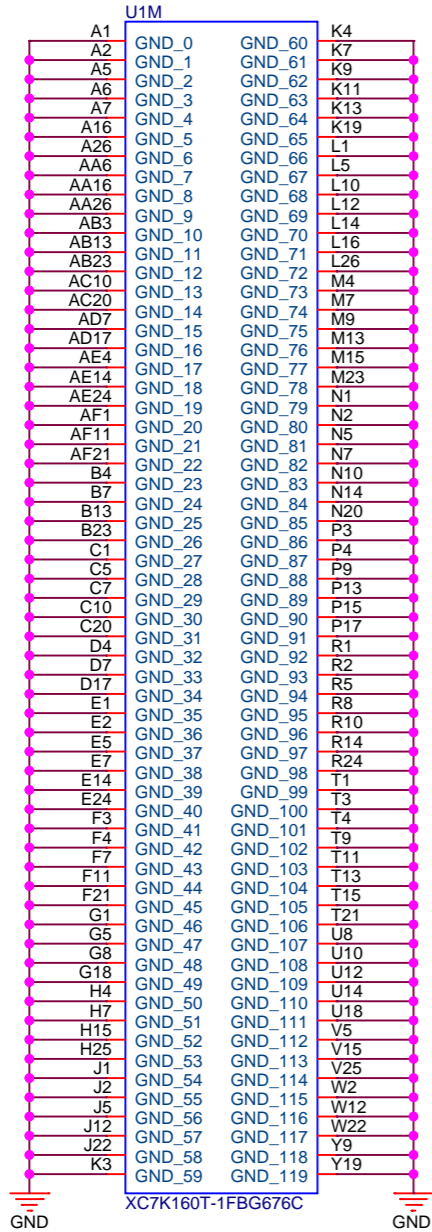 U1M
A1 GND_0 GND_60 K4
A2 GND_1 GND_61 K7
A5 GND_2 GND_62 K9
A6 GND_3 GND_63 K11
A7 GND_4 GND_64 K13
A16 GND_5 GND_65 K19
A26 GND_6 GND_66 L1
AA6 GND_7 GND_67 L5
AA16 GND_8 GND_68 L10
AA26 GND_9 GND_69 L12
AB3 GND_10 GND_70 L14
AB13 GND_11 GND_71 L16
AB23 GND_12 GND_72 L26
AC10 GND_13 GND_73 M4
AC20 GND_14 GND_74 M7
AD7 GND_15 GND_75 M9
AD17 GND_16 GND_76 M13
AE4 GND_17 GND_77 M15
AE14 GND_18 GND_78 M23
AE24 GND_19 GND_79 N1
AF1 GND_20 GND_80 N2
AF11 GND_21 GND_81 N5
AF21 GND_22 GND_82 N7
B4 GND_23 GND_83 N10
B7 GND_24 GND_84 N14
B13 GND_25 GND_85 N20
B23 GND_26 GND_86 P3
C1 GND_27 GND_87 P4
C5 GND_28 GND_88 P9
C7 GND_29 GND_89 P13
C10 GND_30 GND_90 P15
C20 GND_31 GND_91 P17
D4 GND_32 GND_92 R1
D7 GND_33 GND_93 R2
D17 GND_34 GND_94 R5
E1 GND_35 GND_95 R8
E2 GND_36 GND_96 R10
E5 GND_37 GND_97 R14
E7 GND_38 GND_98 R24
E14 GND_39 GND_99 T1
E24 GND_40 GND_100 T3
F3 GND_41 GND_101 T4
F4 GND_42 GND_102 T9
F7 GND_43 GND_103 T11
F11 GND_44 GND_104 T13
F21 GND_45 GND_105 T15
G1 GND_46 GND_106 T21
G5 GND_47 GND_107 U8
G8 GND_48 GND_108 U10
G18 GND_49 GND_109 U12
H4 GND_50 GND_110 U14
H7 GND_51 GND_111 U18
H15 GND_52 GND_112 V5
H25 GND_53 GND_113 V15
J1 GND_54 GND_114 V25
J2 GND_55 GND_115 W2
J5 GND_56 GND_116 W12
J12 GND_57 GND_117 W22
J22 GND_58 GND_118 Y9
K3 GND_59 GND_119 Y19
XC7K160T-1FBG676C
GND GND